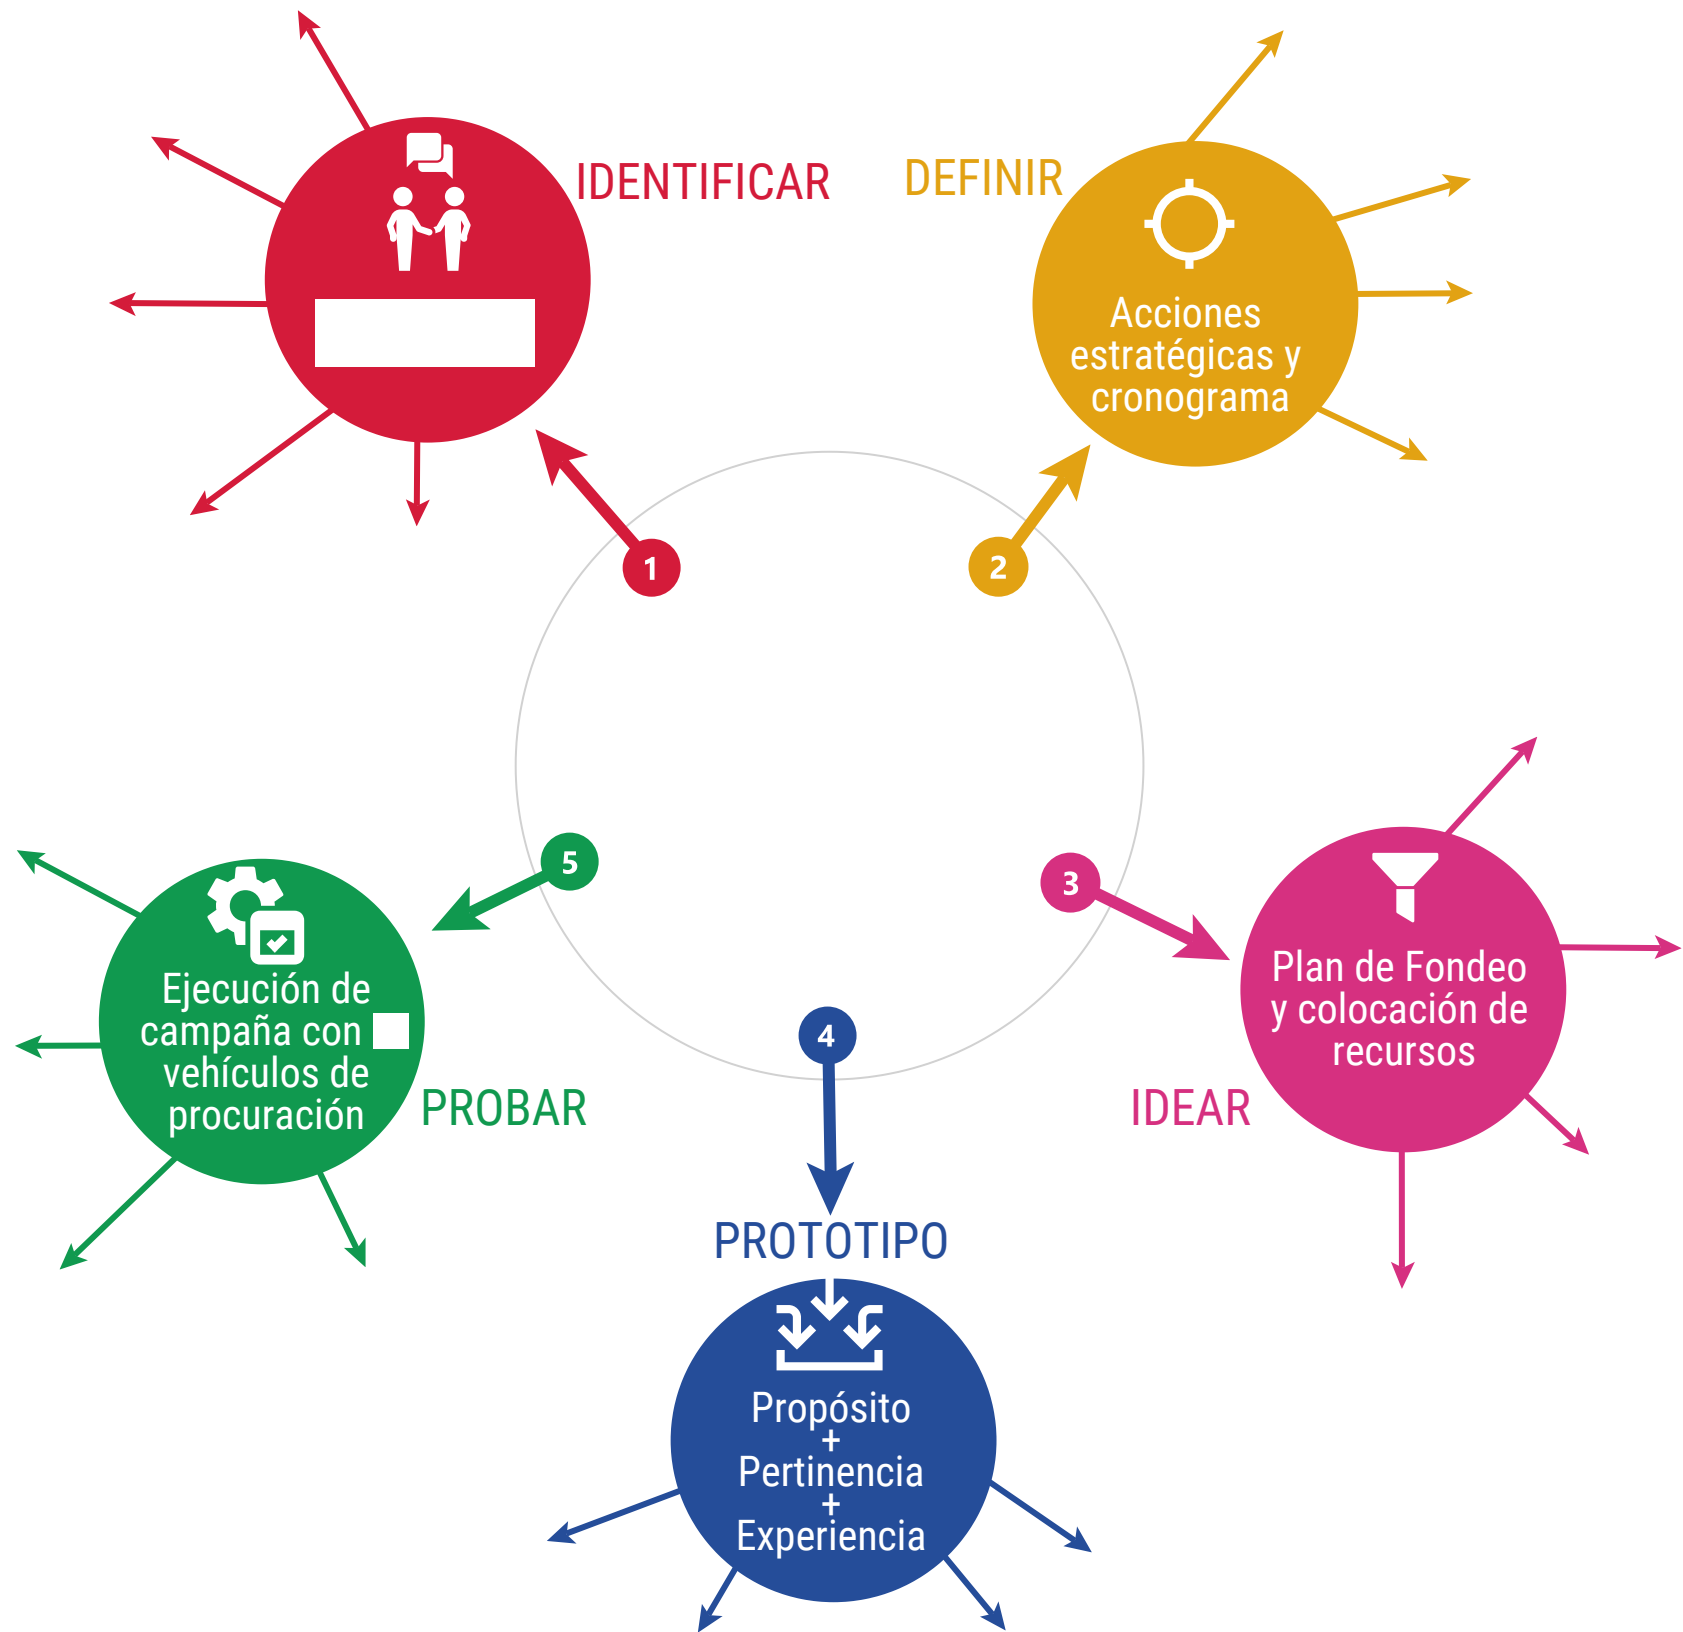 IDENTIFICAR
1
DEFINIR
Acciones
estratégicas y
cronograma
2
3
Plan de Fondeo
y colocación de
recursos
IDEAR
4
PROTOTIPO
Propósito
+
Pertinencia
+
Experiencia
5
Ejecución de
campaña con
vehículos de
procuración
PROBAR